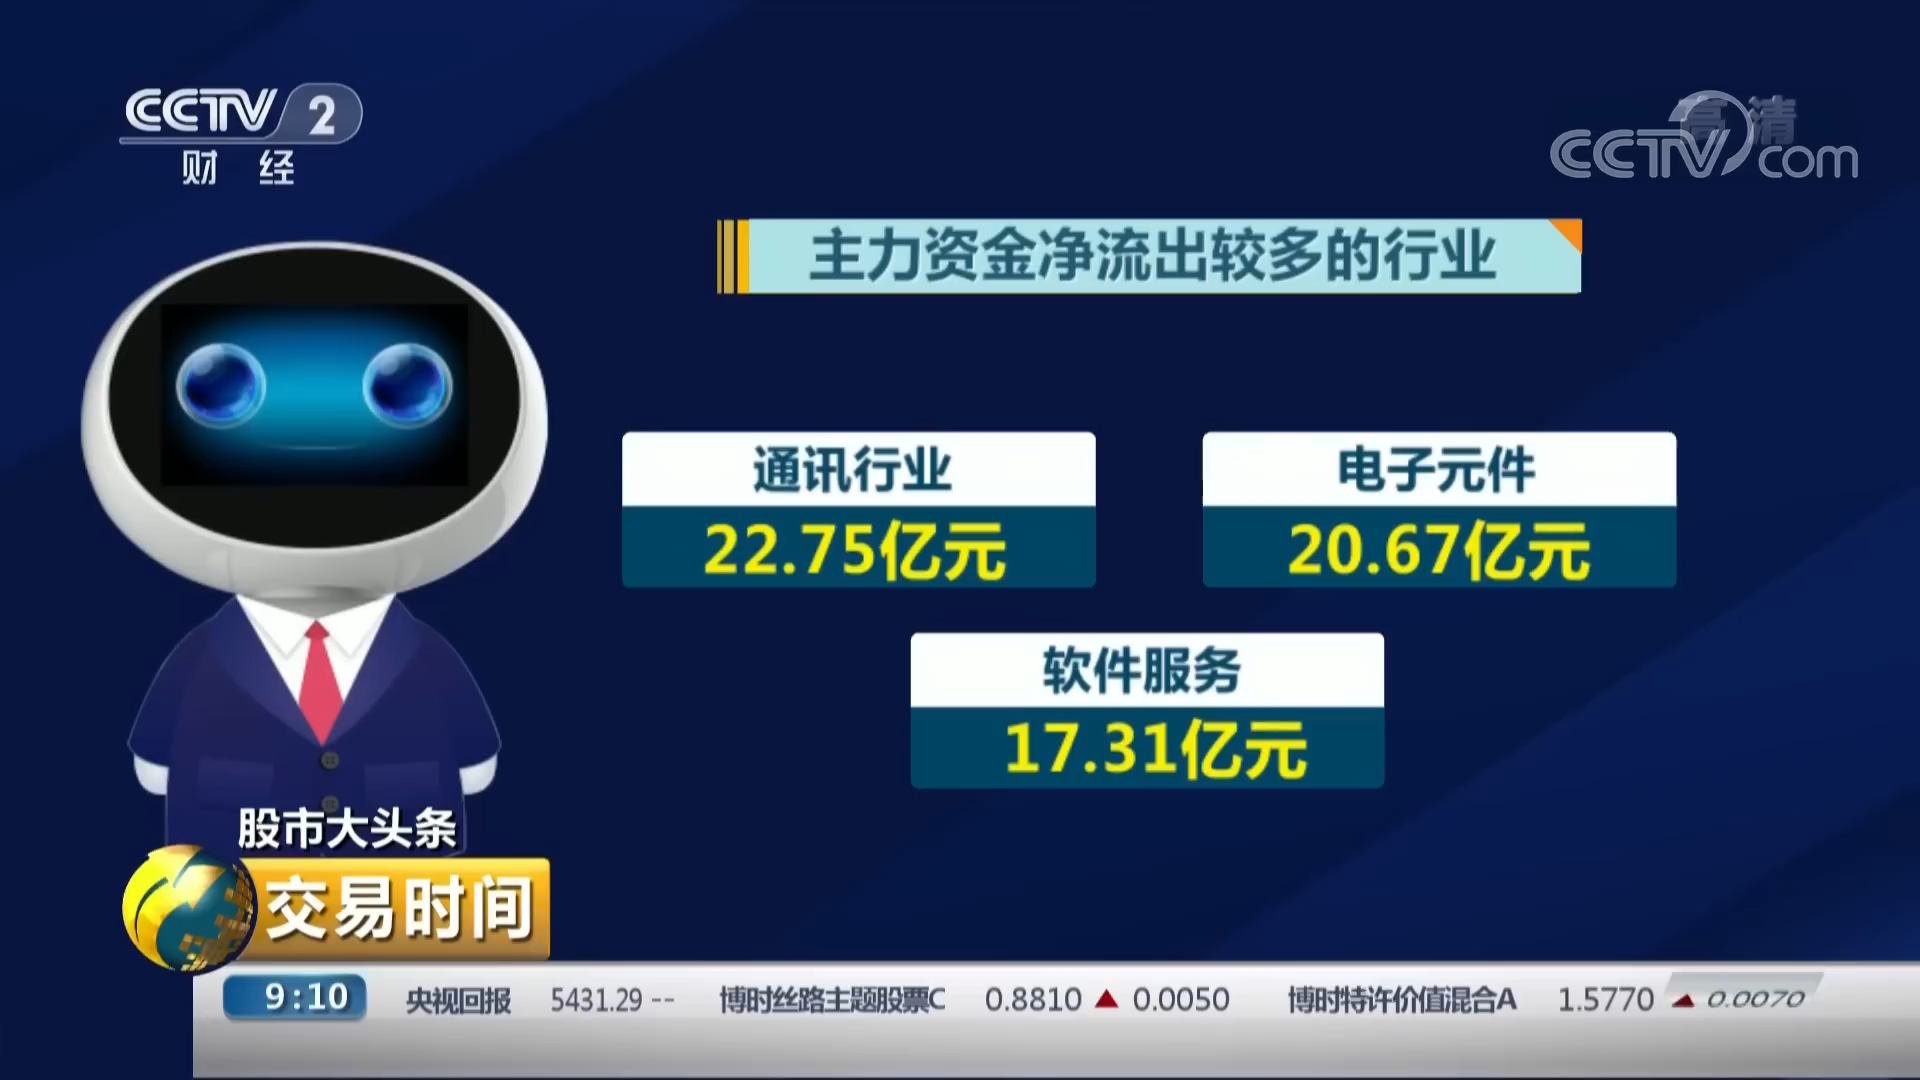 CCTV 2
财 经
高清
CCTV.com
主力资金净流出较多的行业
通讯行业
22.75亿元
电子元件
20.67亿元
软件服务
17.31亿元
股市大头条
交易时间
9:10 央视回报 5431.29 -- 博时丝路主题股票C 0.8810 ▲ 0.0050 博时特许价值混合A 1.5770 ▲ 0.0070